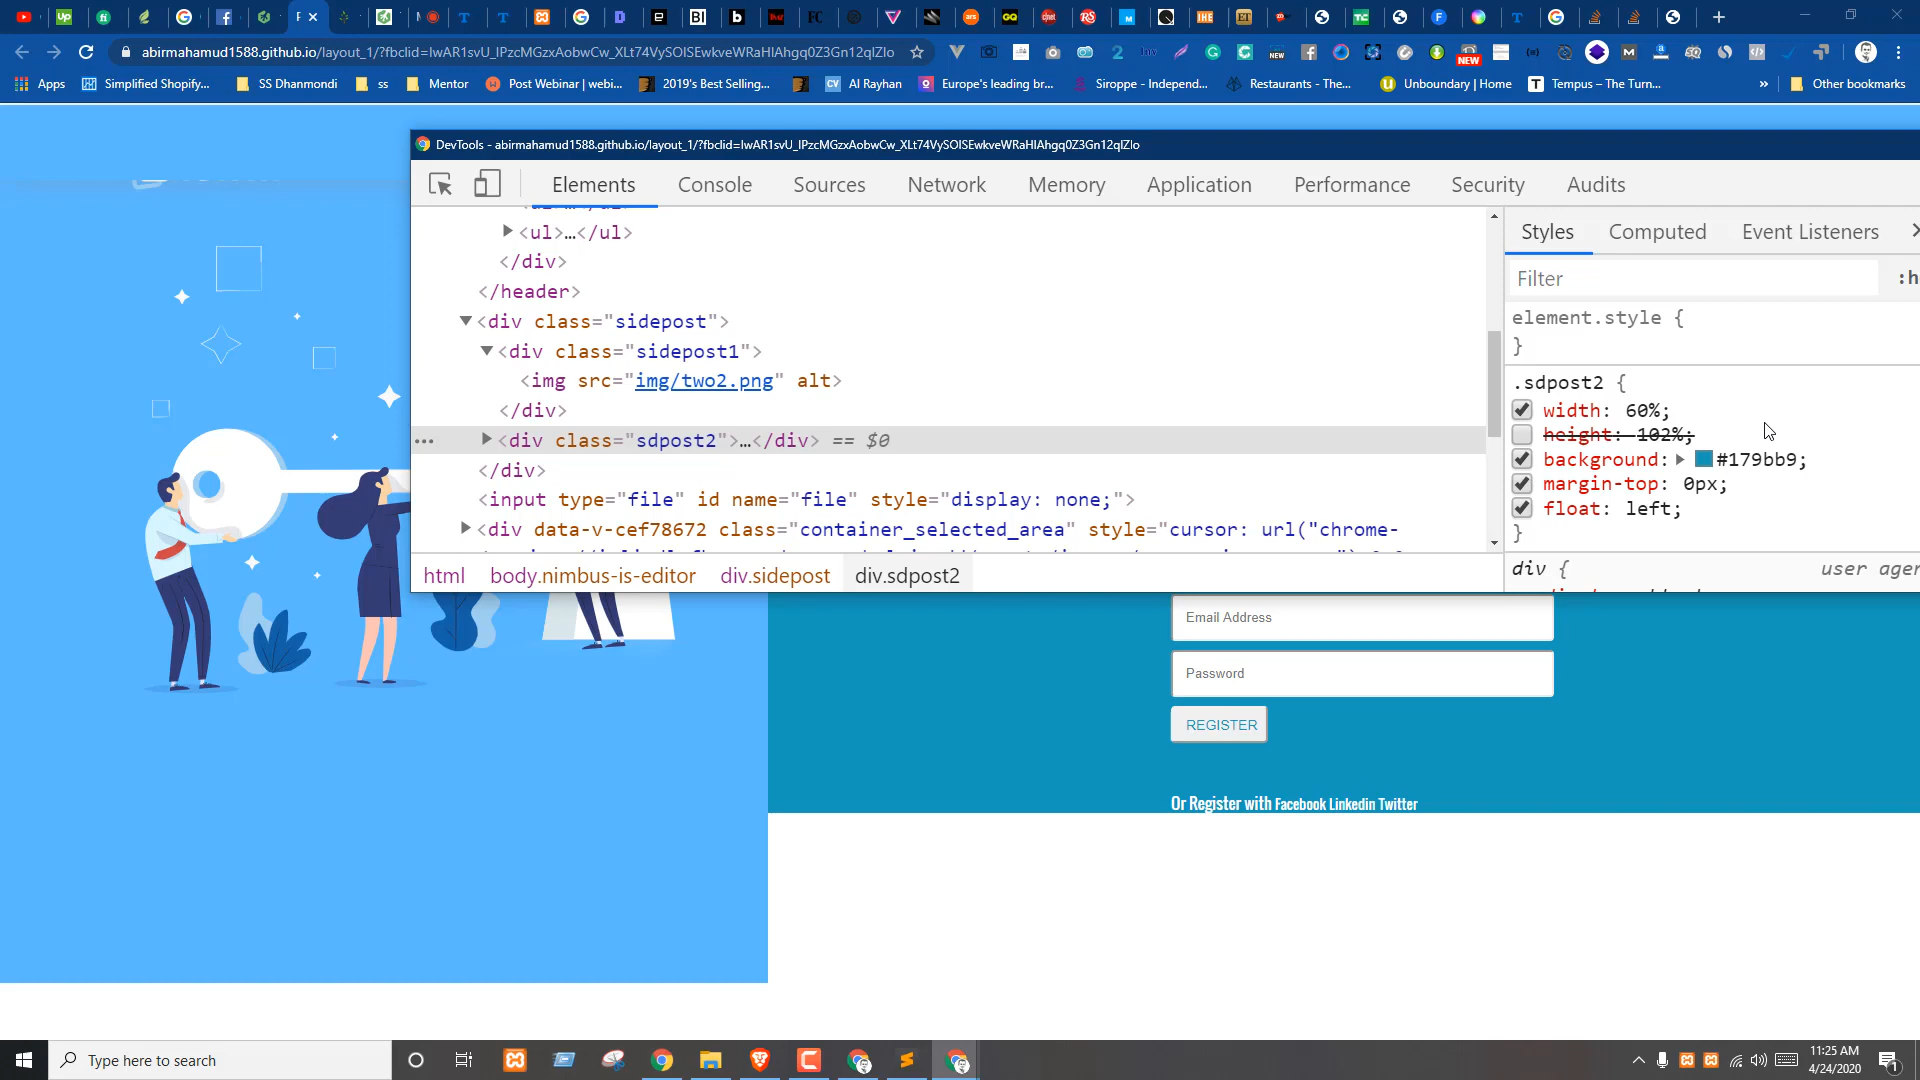 abirmahamud1588.github.io/layout_1/?fbclid=IwAR1svU_lPzcMGzxAobwCw_XLt74VySOISEwkveWRaHIAhgq0Z3Gn12qlZIo
Apps
Simplified Shopify...
SS Dhanmondi
ss
Mentor
Post Webinar | webi...
2019's Best Selling...
Al Rayhan
Europe's leading br...
Siroppe - Independ...
Restaurants - The...
Unboundary | Home
Tempus – The Turn...
»
Other bookmarks
DevTools - abirmahamud1588.github.io/layout_1/?fbclid=IwAR1svU_lPzcMGzxAobwCw_XLt74VySOISEwkveWRaHIAhgq0Z3Gn12qlZIo
Elements
Console
Sources
Network
Memory
Application
Performance
Security
Audits
<ul>…</ul>
</div>
</header>
<div class="sidepost">
<div class="sidepost1">
<img src="img/two2.png" alt>
</div>
<div class="sdpost2">…</div> == $0
</div>
<input type="file" id name="file" style="display: none;">
<div data-v-cef78672 class="container_selected_area" style="cursor: url("chrome-
html
body.nimbus-is-editor
div.sidepost
div.sdpost2
Styles
Computed
Event Listeners
Filter
:h
element.style {
}
.sdpost2 {
width: 60%;
height: 102%;
background: #179bb9;
margin-top: 0px;
float: left;
}
div {
user agen
Email Address
Password
REGISTER
Or Register with Facebook Linkedin Twitter
Type here to search
11:25 AM
4/24/2020